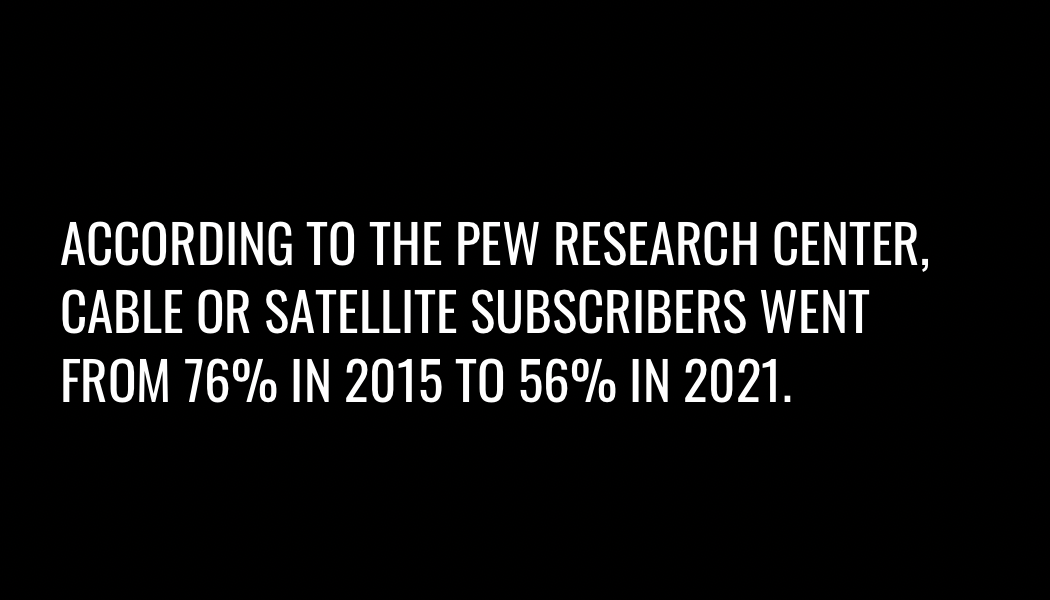 ACCORDING TO THE PEW RESEARCH CENTER,
CABLE OR SATELLITE SUBSCRIBERS WENT
FROM 76% IN 2015 TO 56% IN 2021.